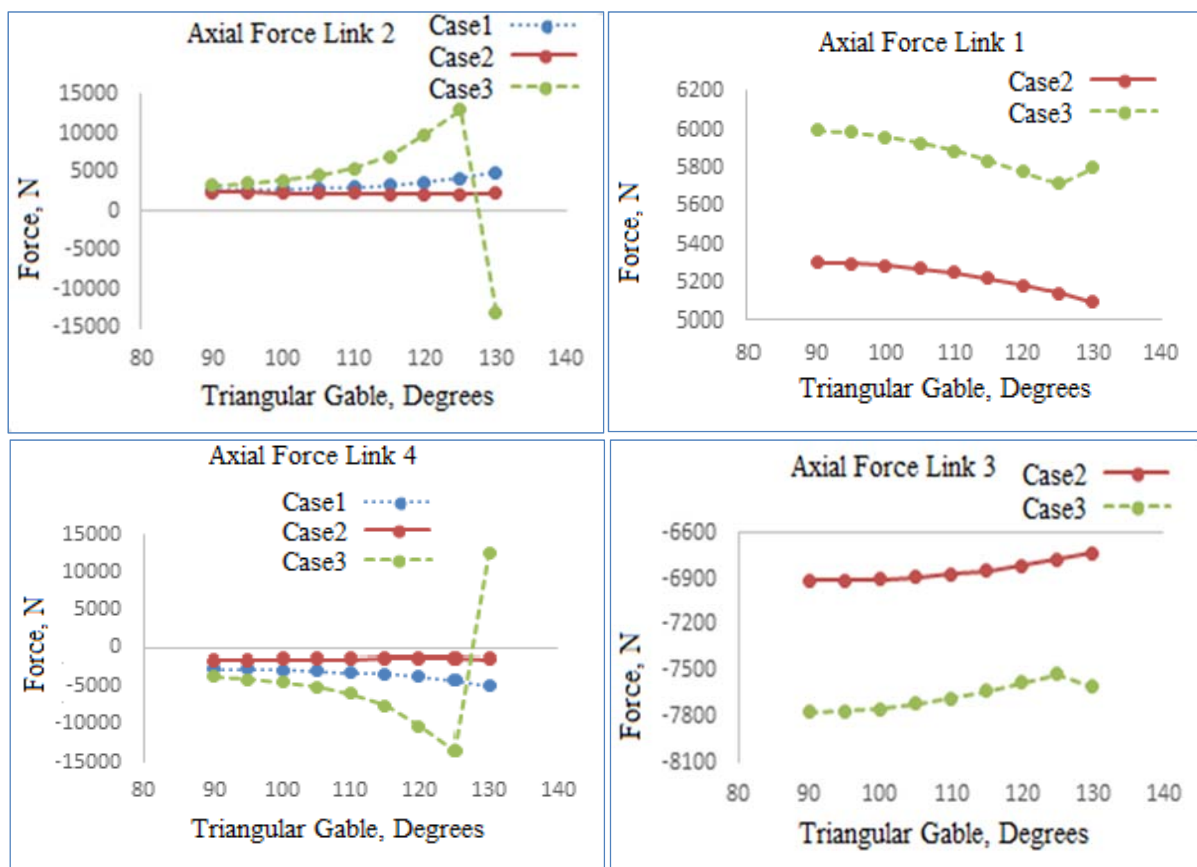 Axial Force Link 2
Case1
Case2
Case3
15000
10000
5000
0
-5000
-10000
-15000
80
90
100
110
120
130
140
Force, N
Triangular Gable, Degrees
Axial Force Link 1
Case2
Case3
6200
6000
5800
5600
5400
5200
5000
80
90
100
110
120
130
140
Force, N
Triangular Gable, Degrees
Axial Force Link 4
Case1
Case2
Case3
15000
10000
5000
0
-5000
-10000
-15000
80
90
100
110
120
130
140
Force, N
Triangular Gable, Degrees
Axial Force Link 3
Case2
Case3
-6600
-6900
-7200
-7500
-7800
-8100
80
90
100
110
120
130
140
Force, N
Triangular Gable, Degrees